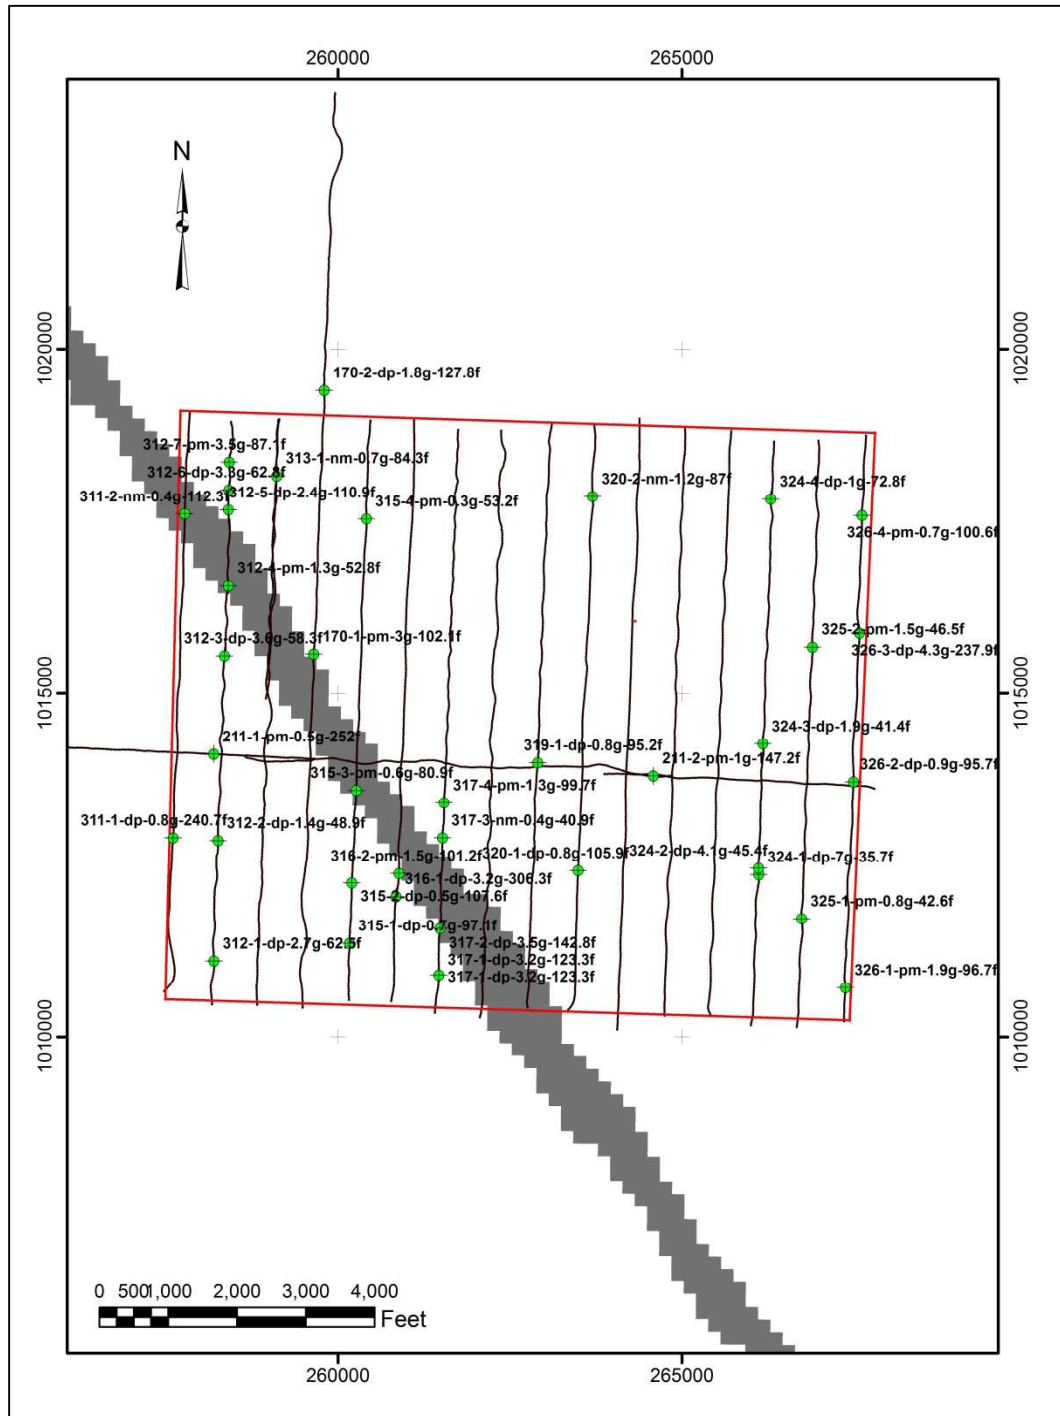 260000
265000
N
1020000
1020000
170-2-dp-1.8g-127.8f
312-7-pm-3.5g-87.1f
313-1-nm-0.7g-84.3f
312-6-dp-3.3g-62.8f
312-5-dp-2.4g-110.9f
311-2-nm-0.4g-112.3f
315-4-pm-0.3g-53.2f
320-2-nm-1.2g-87f
324-4-dp-1g-72.8f
326-4-pm-0.7g-100.6f
312-4-pm-1.3g-52.8f
312-3-dp-3.6g-58.3f
170-1-pm-3g-102.1f
325-2-pm-1.5g-46.5f
326-3-dp-4.3g-237.9f
1015000
1015000
211-1-pm-0.5g-252f
319-1-dp-0.8g-95.2f
324-3-dp-1.9g-41.4f
211-2-pm-1g-147.2f
326-2-dp-0.9g-95.7f
315-3-pm-0.6g-80.9f
317-4-pm-1.3g-99.7f
311-1-dp-0.8g-240.7f
312-2-dp-1.4g-48.9f
317-3-nm-0.4g-40.9f
316-2-pm-1.5g-101.2f
320-1-dp-0.8g-105.9f
324-2-dp-4.1g-45.4f
324-1-dp-7g-35.7f
316-1-dp-3.2g-306.3f
315-2-dp-0.5g-107.6f
325-1-pm-0.8g-42.6f
315-1-dp-0.7g-97.1f
312-1-dp-2.7g-62.5f
317-2-dp-3.5g-142.8f
317-1-dp-3.2g-123.3f
317-1-dp-3.2g-123.3f
326-1-pm-1.9g-96.7f
1010000
1010000
0 500 1,000 2,000 3,000 4,000
Feet
260000
265000